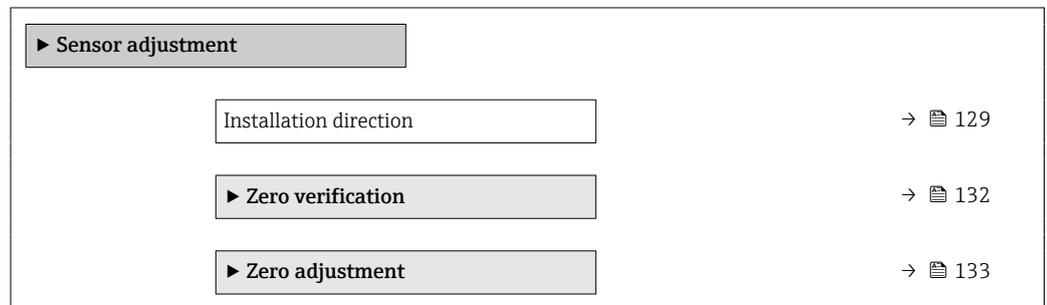 ▶ Sensor adjustment
Installation direction → 129
▶ Zero verification → 132
▶ Zero adjustment → 133